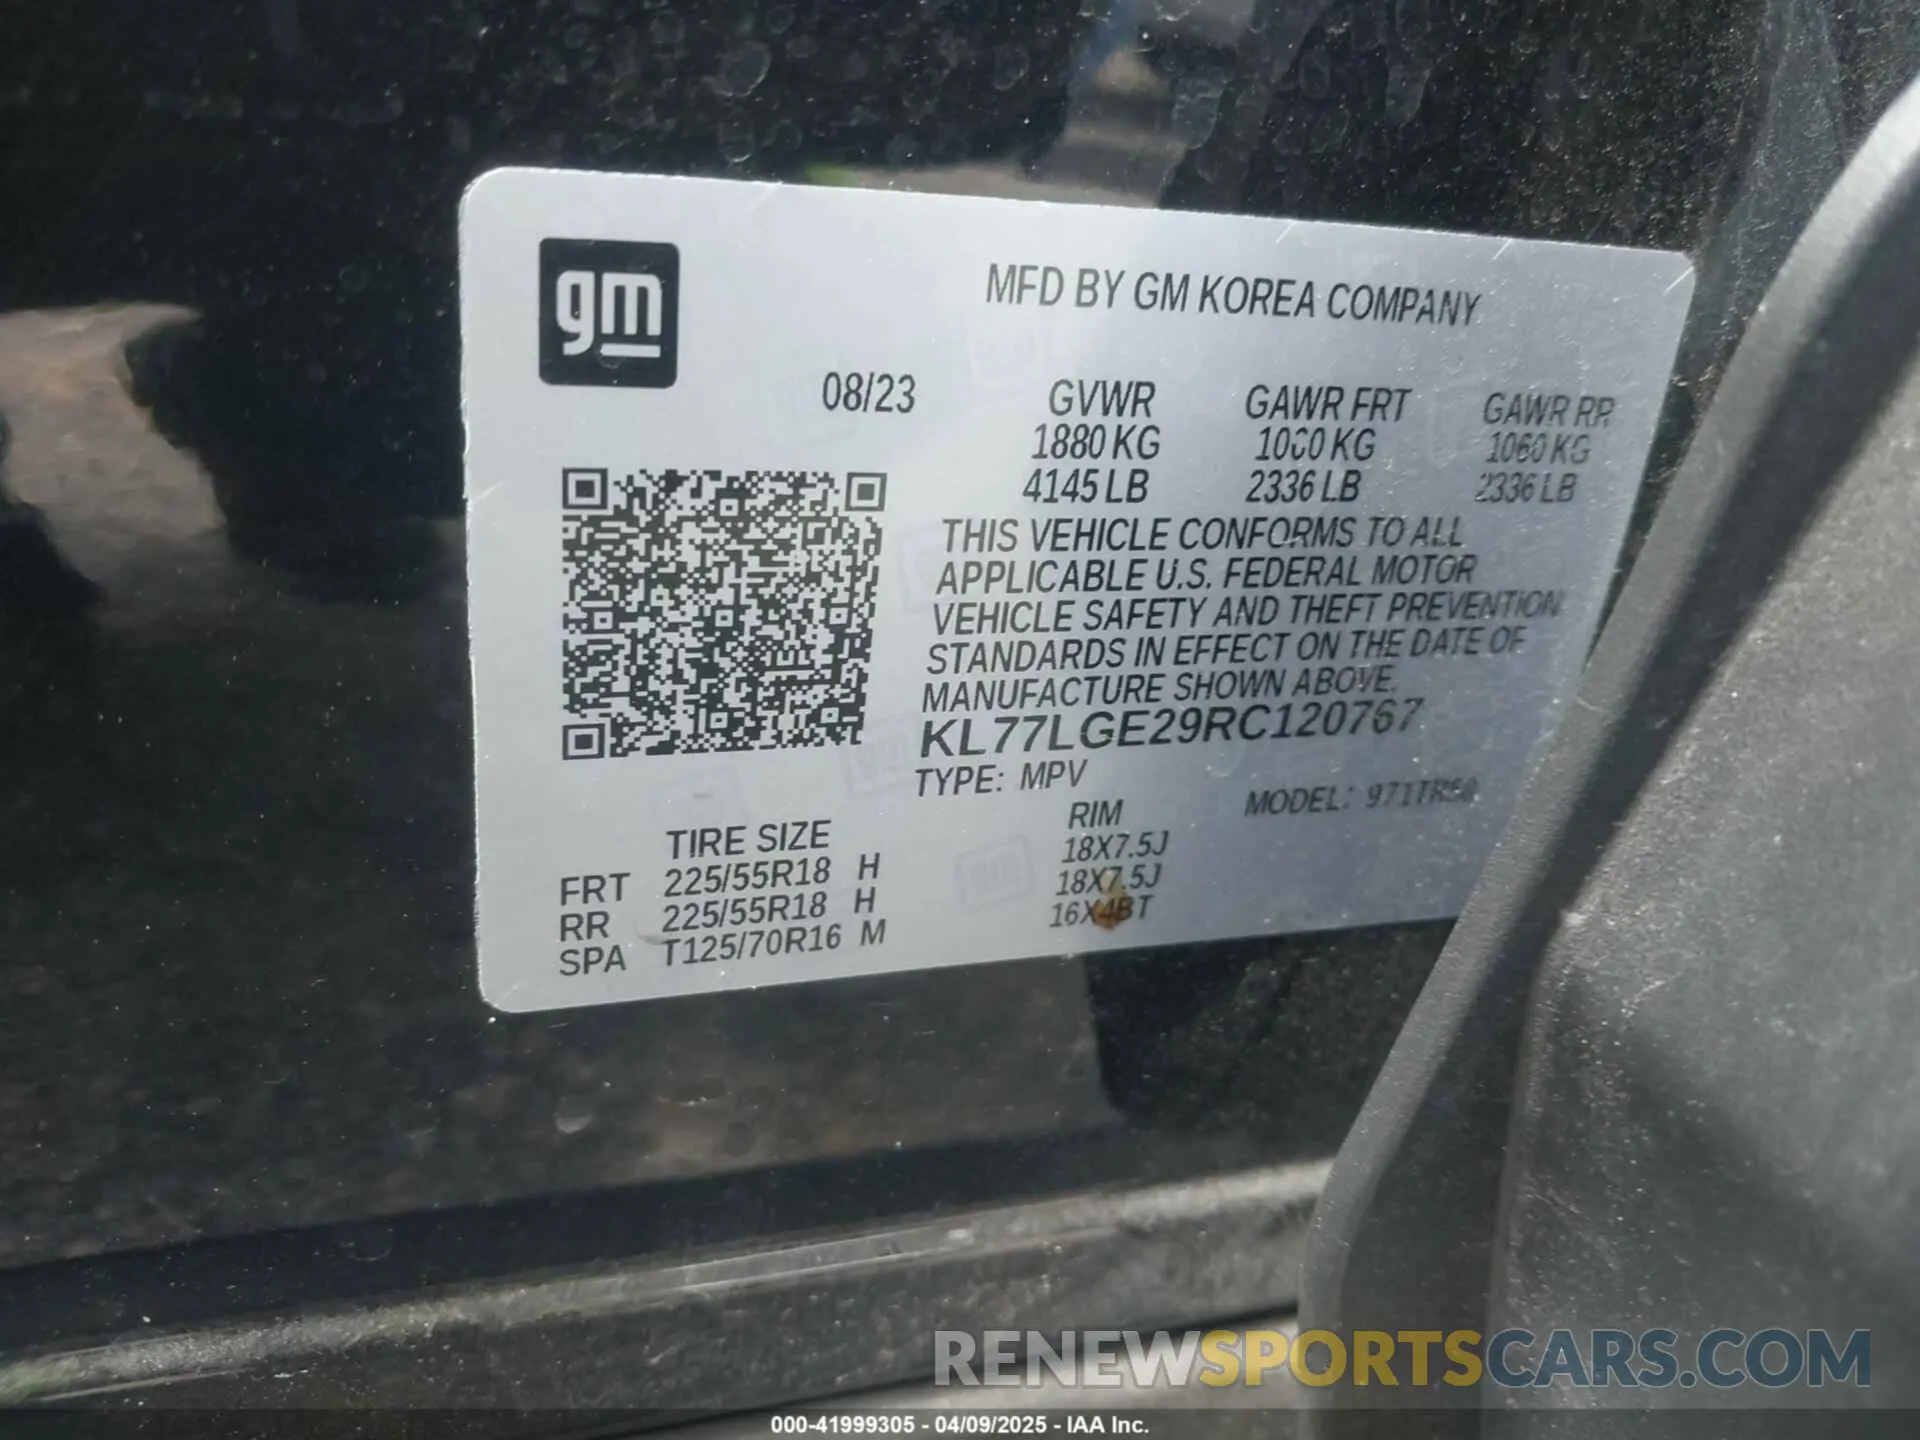 gm
MFD BY GM KOREA COMPANY
08/23 GVWR GAWR FRT GAWR RR
1880 KG 1060 KG 1060 KG
4145 LB 2336 LB 2336 LB
THIS VEHICLE CONFORMS TO ALL
APPLICABLE U.S. FEDERAL MOTOR
VEHICLE SAFETY AND THEFT PREVENTION
STANDARDS IN EFFECT ON THE DATE OF
MANUFACTURE SHOWN ABOVE.
KL77LGE29RC120767
TYPE: MPV
MODEL:
TIRE SIZE RIM
FRT 225/55R18 H 18X7.5J
RR 225/55R18 H 18X7.5J
SPA T125/70R16 M 16X4BT
RENEWSPORTSCARS.COM
000-41999305 - 04/09/2025 - IAA Inc.